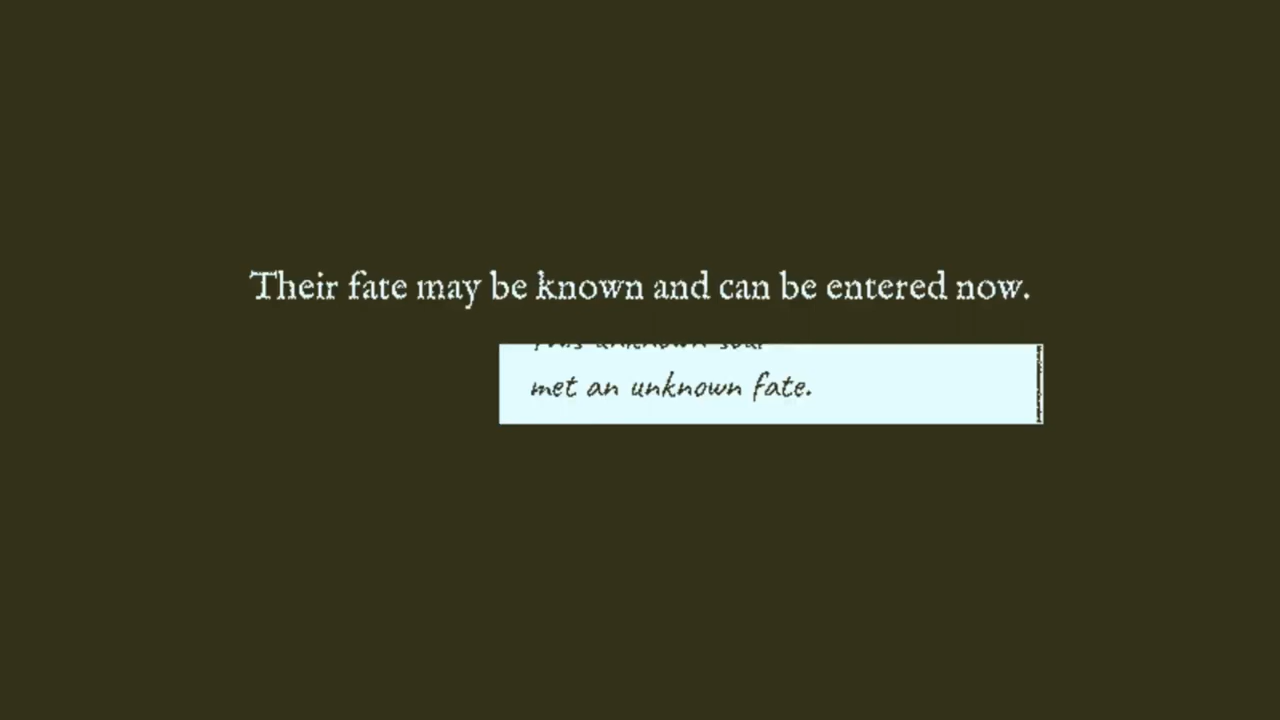 Their fate may be known and can be entered now.
met an unknown fate.